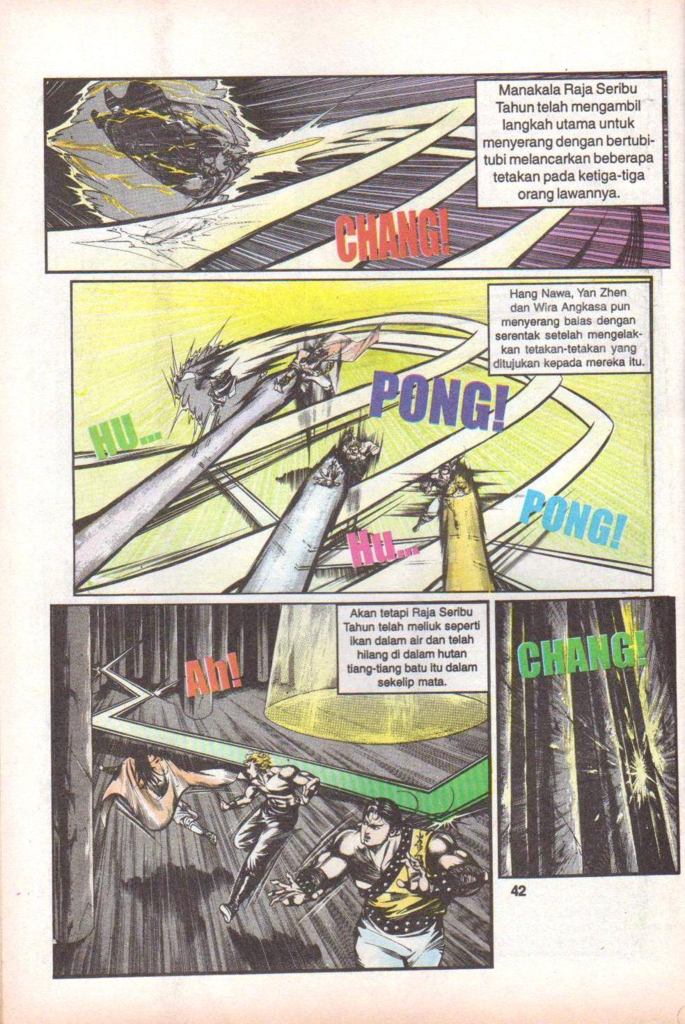 Manakala Raja Seribu
Tahun telah mengambil
langkah utama untuk
menyerang dengan bertubi-
tubi melancarkan beberapa
tetakan pada ketiga-tiga
orang lawannya.
CHANG!
Hang Nawa, Yan Zhen
dan Wira Angkasa pun
menyerang balas dengan
serentak setelah mengelak-
kan tetakan-tetakan yang
ditujukan kepada mereka itu.
PONG!
HU...
PONG!
Hu...
Akan tetapi Raja Seribu
Tahun telah meliuk seperti
ikan dalam air dan telah
hilang di dalam hutan
tiang-tiang batu itu dalam
sekelip mata.
Ah!
CHANG!
42